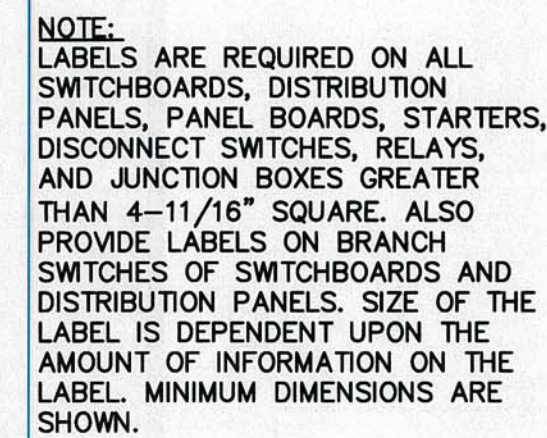 NOTE:
LABELS ARE REQUIRED ON ALL
SWITCHBOARDS, DISTRIBUTION
PANELS, PANEL BOARDS, STARTERS,
DISCONNECT SWITCHES, RELAYS,
AND JUNCTION BOXES GREATER
THAN 4-11/16" SQUARE. ALSO
PROVIDE LABELS ON BRANCH
SWITCHES OF SWITCHBOARDS AND
DISTRIBUTION PANELS. SIZE OF THE
LABEL IS DEPENDENT UPON THE
AMOUNT OF INFORMATION ON THE
LABEL. MINIMUM DIMENSIONS ARE
SHOWN.